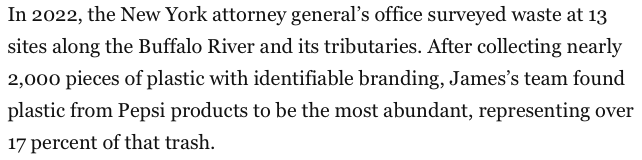 In 2022, the New York attorney general’s office surveyed waste at 13
sites along the Buffalo River and its tributaries. After collecting nearly
2,000 pieces of plastic with identifiable branding, James’s team found
plastic from Pepsi products to be the most abundant, representing over
17 percent of that trash.